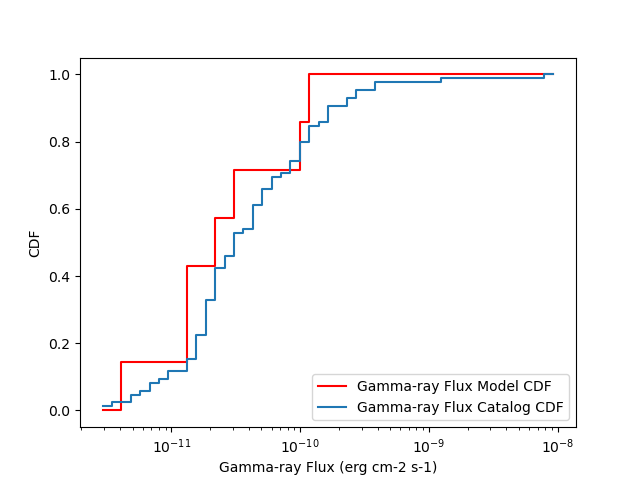 1.0
0.8
0.6
0.4
0.2
0.0
CDF
Gamma-ray Flux Model CDF
Gamma-ray Flux Catalog CDF
10⁻¹¹ 10⁻¹⁰ 10⁻⁹ 10⁻⁸
Gamma-ray Flux (erg cm-2 s-1)